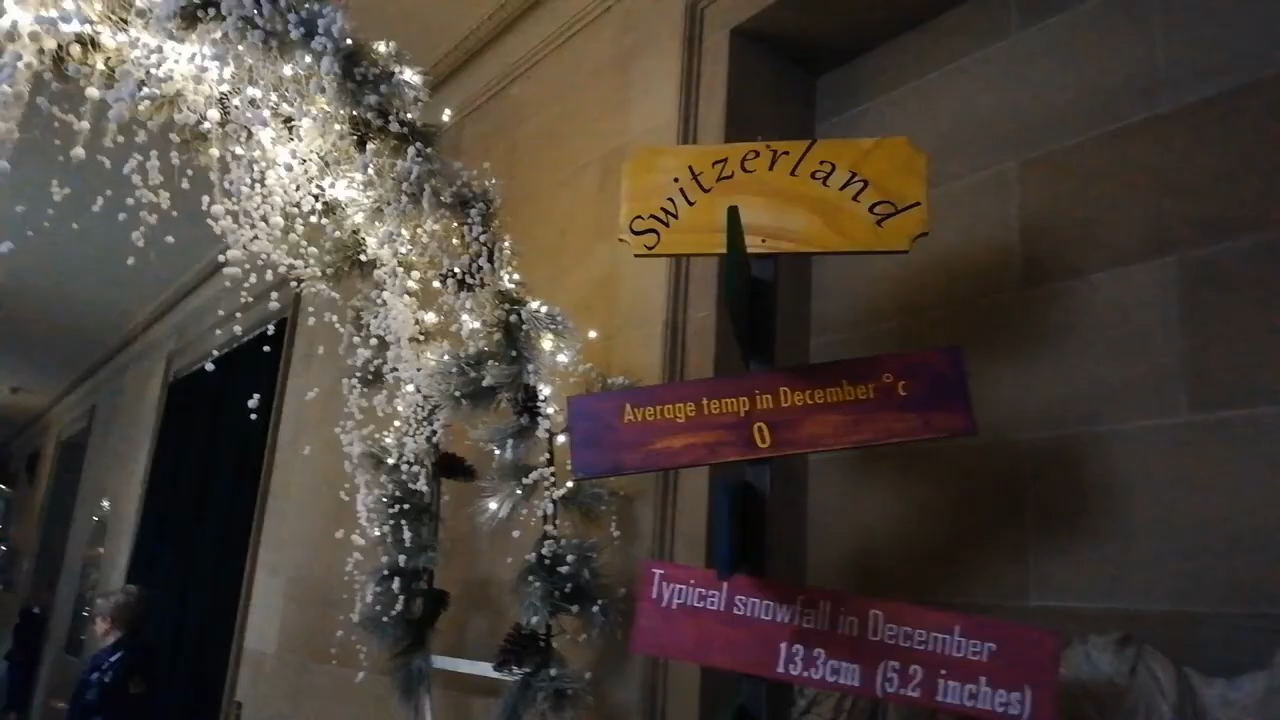 Switzerland
Average temp in December °c
0
Typical snowfall in December
13.3cm (5.2 inches)